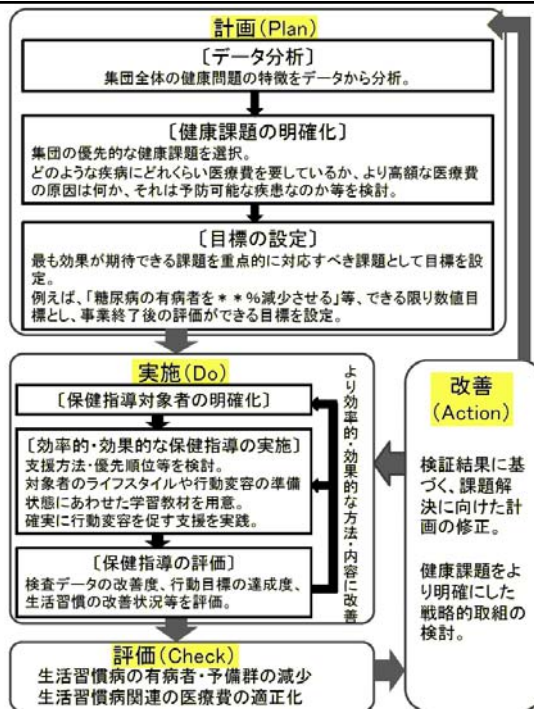 計画(Plan)
〔データ分析〕
集団全体の健康問題の特徴をデータから分析。
〔健康課題の明確化〕
集団の優先的な健康課題を選択。
どのような疾病にどれくらい医療費を要しているか、より高額な医療費
の原因は何か、それは予防可能な疾患なのか等を検討。
〔目標の設定〕
最も効果が期待できる課題を重点的に対応すべき課題として目標を設
定。
例えば、「糖尿病の有病者を**%減少させる」等、できる限り数値目
標とし、事業終了後の評価ができる目標を設定。
実施(Do)
〔保健指導対象者の明確化〕
〔効率的・効果的な保健指導の実施〕
支援方法・優先順位等を検討。
対象者のライフスタイルや行動変容の準備
状態にあわせた学習教材を用意。
確実に行動変容を促す支援を実践。
〔保健指導の評価〕
検査データの改善度、行動目標の達成度、
生活習慣の改善状況等を評価。
より効率的・効果的な方法・内容に改善
改善
(Action)
検証結果に基
づく、課題解
決に向けた計
画の修正。
健康課題をよ
り明確にした
戦略的取組の
検討。
評価(Check)
生活習慣病の有病者・予備群の減少
生活習慣病関連の医療費の適正化